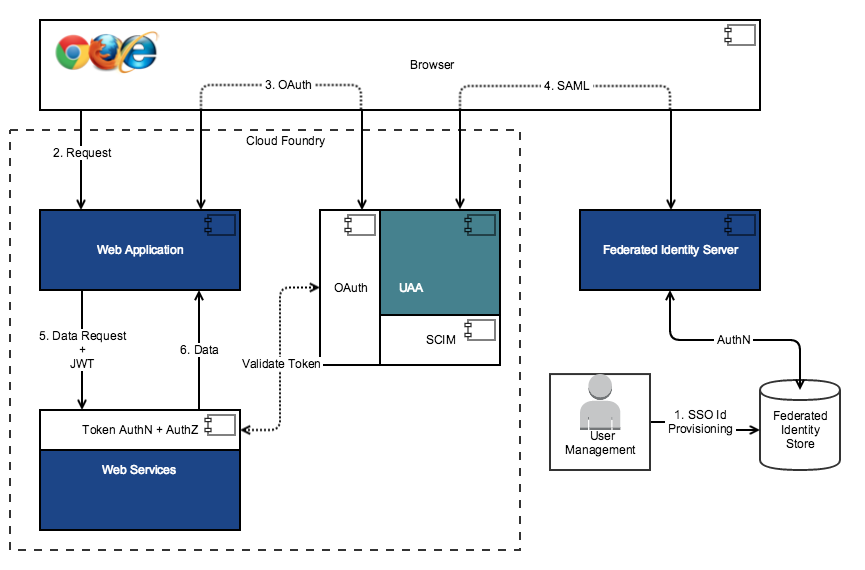 Browser
3. OAuth
4. SAML
Cloud Foundry
2. Request
Web Application
Federated Identity Server
OAuth
UAA
SCIM
5. Data Request
+
JWT
6. Data
Validate Token
AuthN
Token AuthN + AuthZ
Web Services
User
Management
1. SSO Id
Provisioning
Federated
Identity
Store